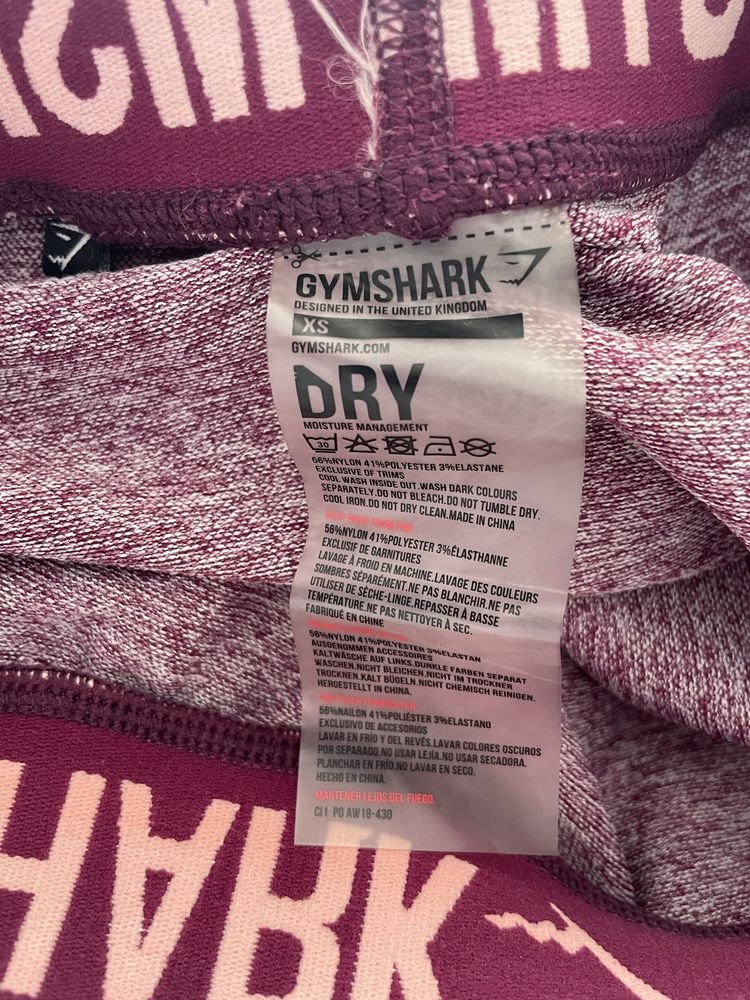 GYMSHARK
DESIGNED IN THE UNITED KINGDOM
XS
GYMSHARK.COM
DRY
MOISTURE MANAGEMENT
30
56%NYLON 41%POLYESTER 3%ELASTANE
EXCLUSIVE OF TRIMS
COOL WASH INSIDE OUT.WASH DARK COLOURS
SEPARATELY.DO NOT BLEACH.DO NOT TUMBLE DRY.
COOL IRON.DO NOT DRY CLEAN.MADE IN CHINA
KEEP AWAY FROM FIRE
56%NYLON 41%POLYESTER 3%ÉLASTHANNE
EXCLUSIF DE GARNITURES
LAVAGE À FROID EN MACHINE.LAVAGE DES COULEURS
SOMBRES SÉPARÉMENT.NE PAS BLANCHIR.NE PAS
UTILISER DE SÈCHE-LINGE.REPASSER À BASSE
TEMPÉRATURE.NE PAS NETTOYER À SEC.
FABRIQUÉ EN CHINE
56%NYLON 41%POLYESTER 3%ELASTAN
AUSGENOMMEN ACCESSOIRES
KALTWÄSCHE AUF LINKS.DUNKLE FARBEN SEPARAT
WASCHEN.NICHT BLEICHEN.NICHT IM TROCKNER
TROCKNEN.KALT BÜGELN.NICHT CHEMISCH REINIGEN.
HERGESTELLT IN CHINA.
56%NAILON 41%POLIÉSTER 3%ELASTANO
EXCLUSIVO DE ACCESORIOS
LAVAR EN FRÍO Y DEL REVÉS.LAVAR COLORES OSCUROS
POR SEPARADO.NO USAR LEJÍA.NO USAR SECADORA.
PLANCHAR EN FRÍO.NO LAVAR EN SECO.
HECHO EN CHINA.
MANTENER LEJOS DEL FUEGO.
CI1 PO AW18-430
HARK